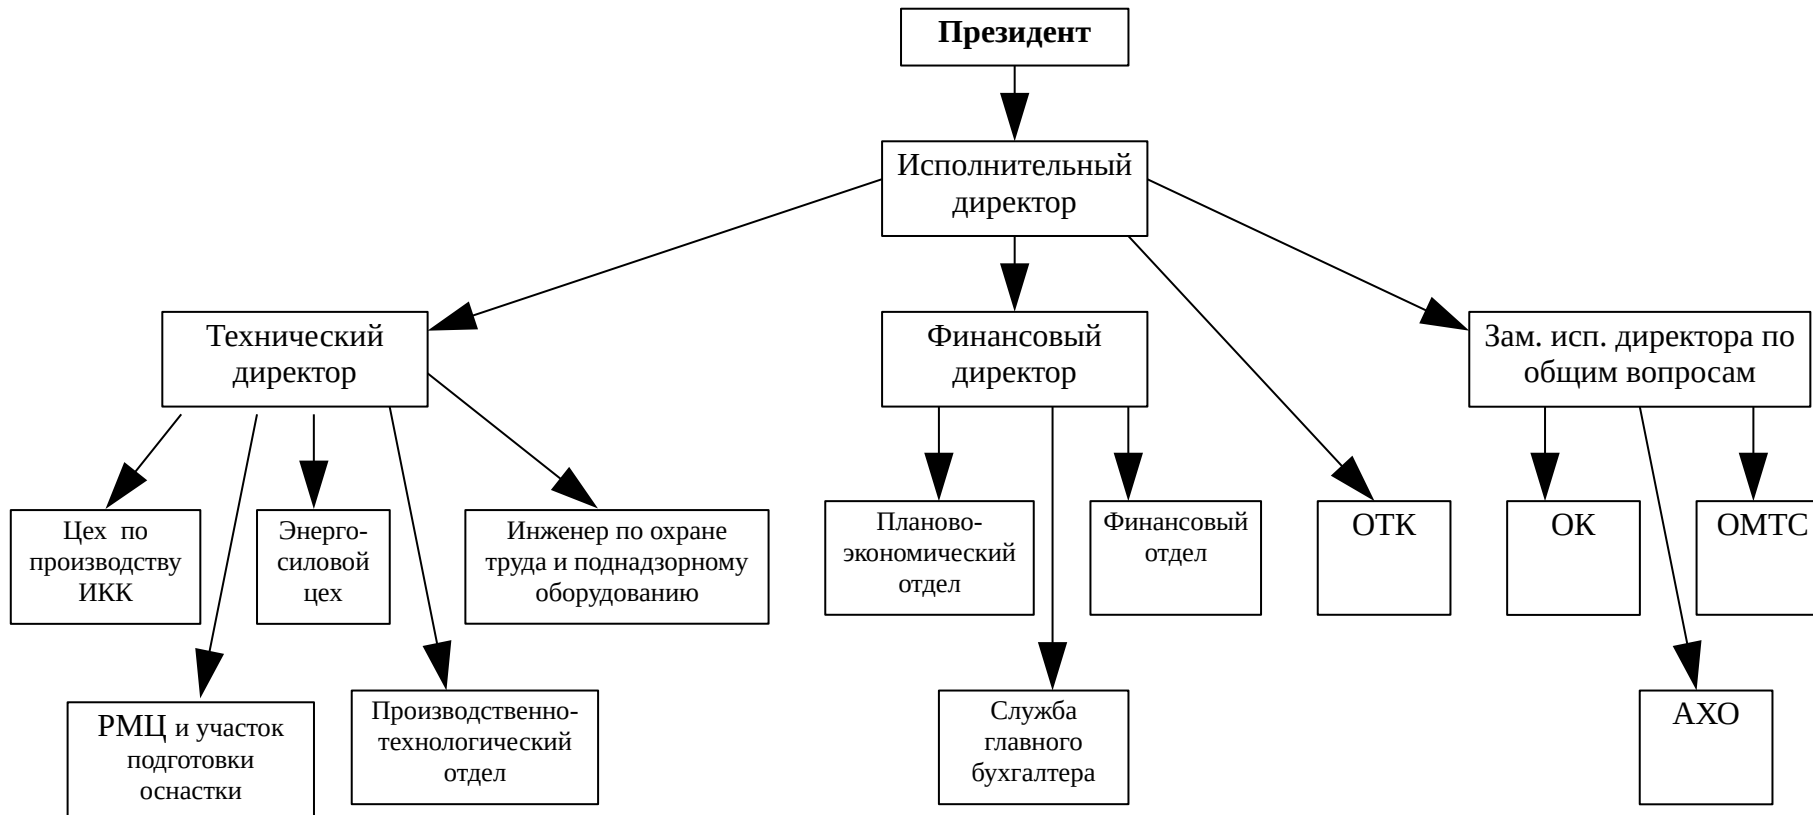 Президент
Исполнительный
директор
Технический
директор
Финансовый
директор
Зам. исп. директора по
общим вопросам
Цех по
производству
ИКК
Энерго-
силовой
цех
Инженер по охране
труда и поднадзорному
оборудованию
Планово-
экономический
отдел
Финансовый
отдел
ОТК
ОК
ОМТС
РМЦ и участок
подготовки
оснастки
Производственно-
технологический
отдел
Служба
главного
бухгалтера
АХО